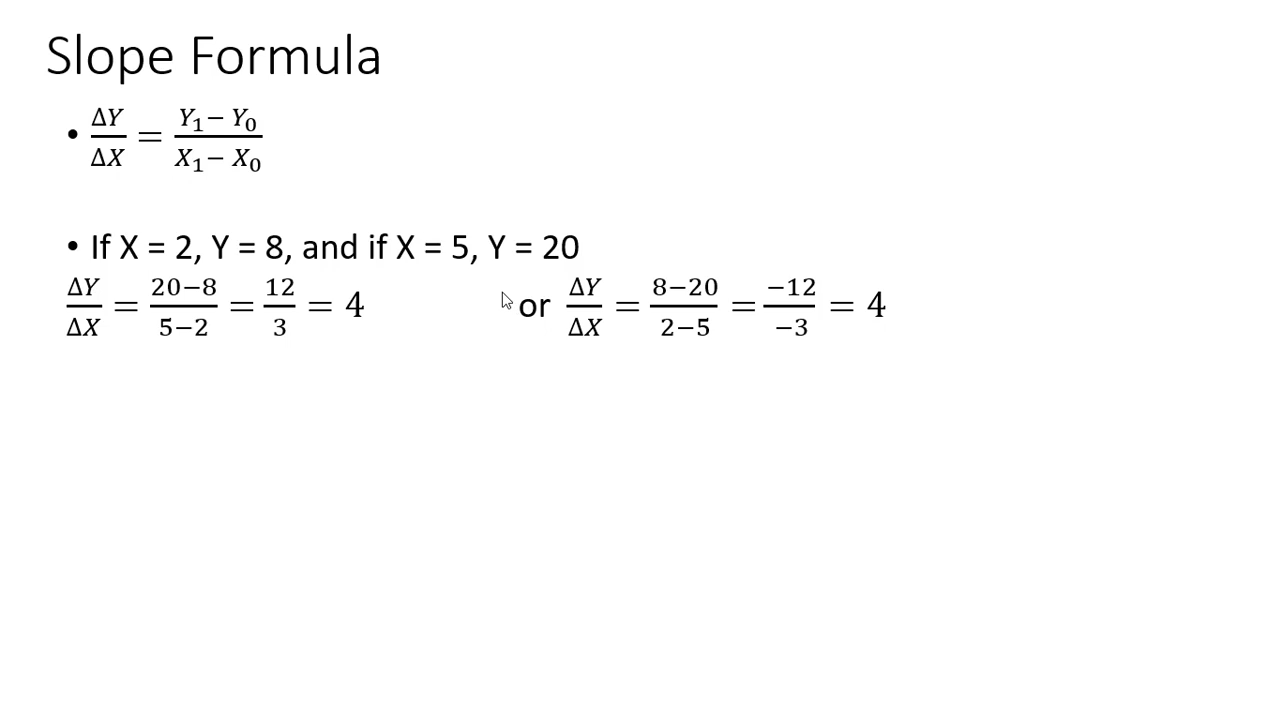 Slope Formula
• ΔY/ΔX = (Y₁− Y₀)/(X₁− X₀)
• If X = 2, Y = 8, and if X = 5, Y = 20
ΔY/ΔX = (20−8)/(5−2) = 12/3 = 4 or ΔY/ΔX = (8−20)/(2−5) = −12/−3 = 4